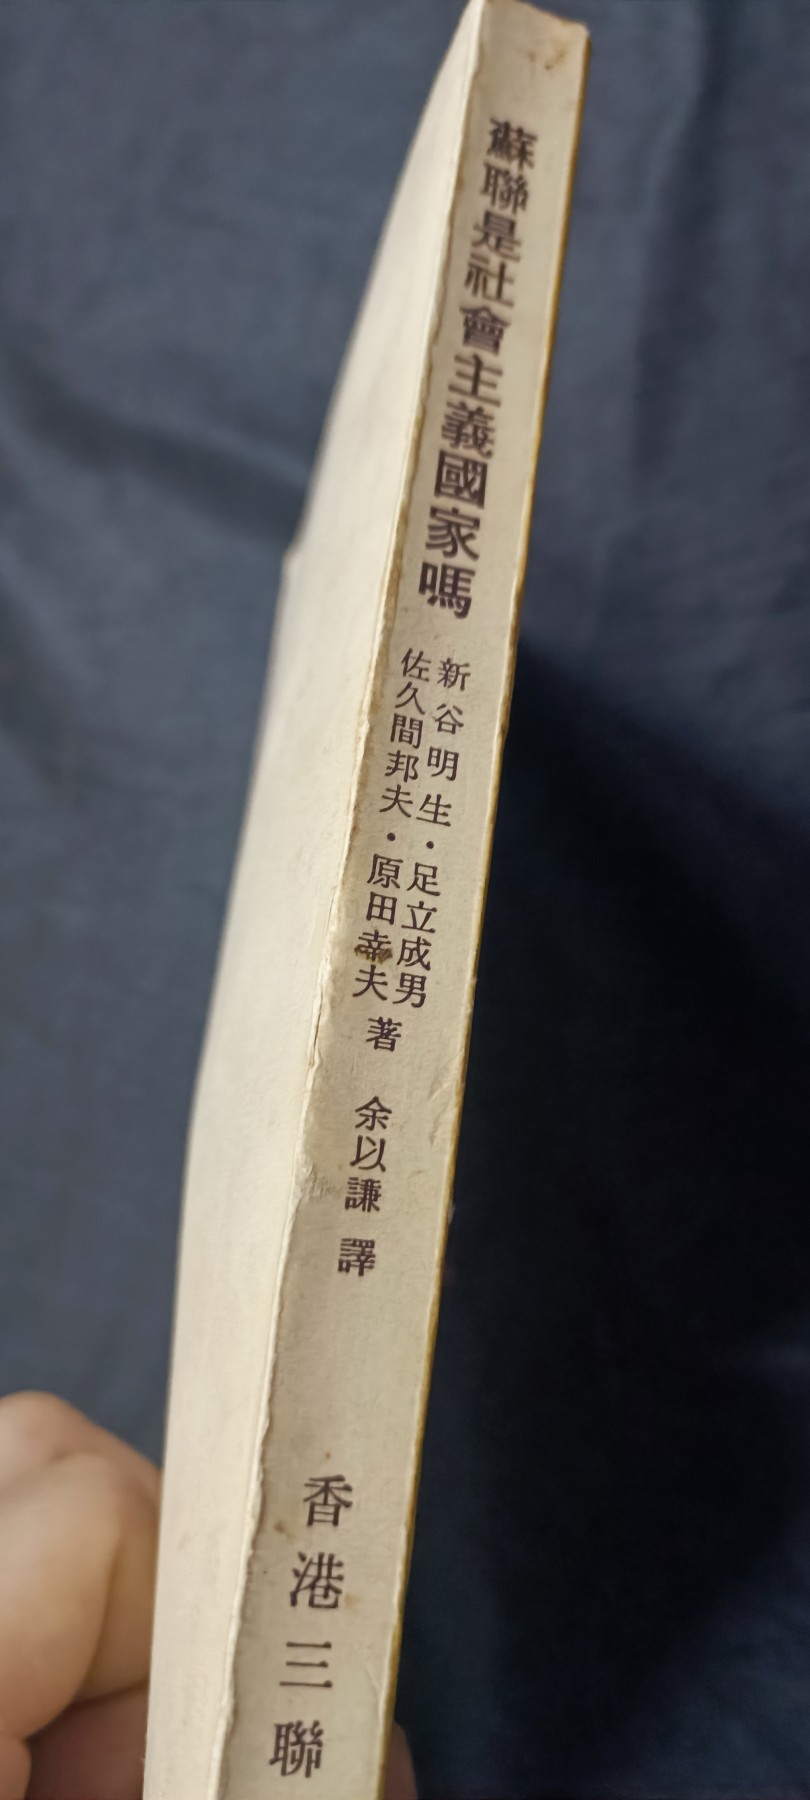 蘇聯是社會主義國家嗎
新谷明生・足立成男
佐久間邦夫・原田幸夫
著
余以謙 譯
香港三聯